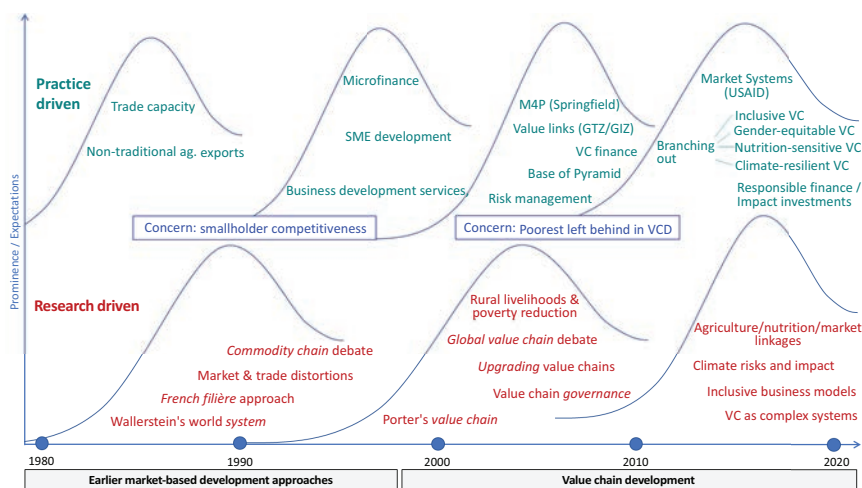 Prominence / Expectations
Practice
driven
Trade capacity
Non-traditional ag. exports
Microfinance
SME development
Business development services,
M4P (Springfield)
Value links (GTZ/GIZ)
VC finance
Base of Pyramid
Risk management
Market Systems
(USAID)
Branching
out
Inclusive VC
Gender-equitable VC
Nutrition-sensitive VC
Climate-resilient VC
Responsible finance /
Impact investments
Concern: smallholder competitiveness
Concern: Poorest left behind in VCD
Research driven
Commodity chain debate
Market & trade distortions
French filière approach
Wallerstein's world system
Rural livelihoods &
poverty reduction
Global value chain debate
Upgrading value chains
Value chain governance
Porter's value chain
Agriculture/nutrition/market
linkages
Climate risks and impact
Inclusive business models
VC as complex systems
1980
1990
2000
2010
2020
Earlier market-based development approaches
Value chain development